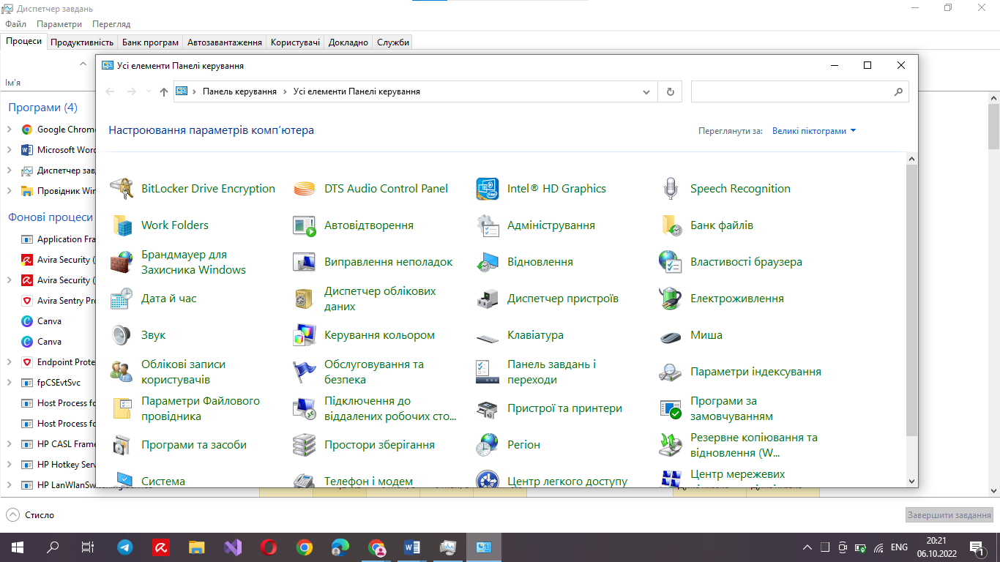 Диспетчер завдань
Файл Параметри Перегляд
Процеси Продуктивність Банк програм Автозавантаження Користувачі Докладно Служби
Усі елементи Панелі керування
Ім'я
Панель керування Усі елементи Панелі керування
Програми (4)
Google Chrom
Microsoft Word
Диспетчер зав
Провідник Win
Фонові процеси
Application Fra
Avira Security (
Avira Security (
Avira Sentry Pro
Canva
Canva
Endpoint Prote
fpCSEvtSvc
Host Process fo
Host Process fo
HP CASL Frame
HP Hotkey Serv
HP LanWlanSw
Настроювання параметрів комп’ютера
Переглянути за: Великі піктограми
BitLocker Drive Encryption
DTS Audio Control Panel
Intel® HD Graphics
Speech Recognition
Work Folders
Автовідтворення
Адміністрування
Банк файлів
Брандмауер для
Захисника Windows
Виправлення неполадок
Відновлення
Властивості браузера
Дата й час
Диспетчер облікових
даних
Диспетчер пристроїв
Електроживлення
Звук
Керування кольором
Клавіатура
Миша
Облікові записи
користувачів
Обслуговування та
безпека
Панель завдань і
переходи
Параметри індексування
Параметри Файлового
провідника
Підключення до
віддалених робочих сто...
Пристрої та принтери
Програми за
замовчуванням
Програми та засоби
Простори зберігання
Регіон
Резервне копіювання та
відновлення (W...
Система
Телефон і модем
Центр легкого доступу
Центр мережевих
Стисло
Завершити завдання
ENG
20:21
06.10.2022
1